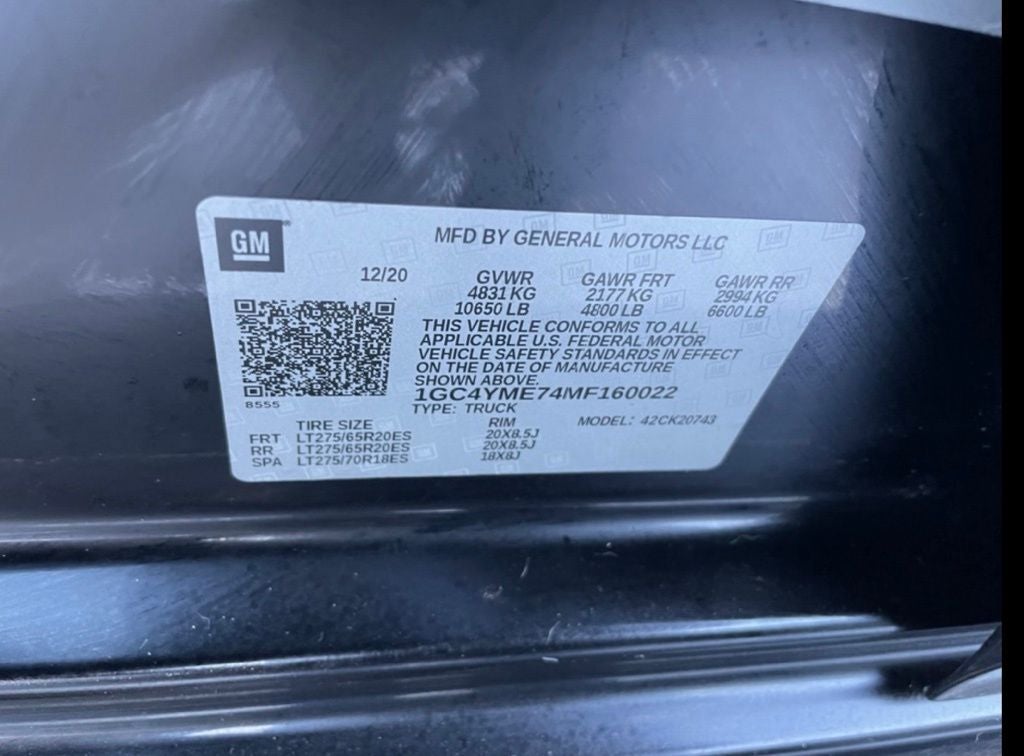 GM
MFD BY GENERAL MOTORS LLC
12/20
GVWR GAWR FRT GAWR RR
4831 KG 2177 KG 2994 KG
10650 LB 4800 LB 6600 LB
THIS VEHICLE CONFORMS TO ALL
APPLICABLE U.S. FEDERAL MOTOR
VEHICLE SAFETY STANDARDS IN EFFECT
ON THE DATE OF MANUFACTURE
SHOWN ABOVE.
8555
1GC4YME74MF160022
TYPE: TRUCK MODEL: 42CK20743
TIRE SIZE RIM
FRT LT275/65R20ES 20X8.5J
RR LT275/65R20ES 20X8.5J
SPA LT275/70R18ES 18X8J